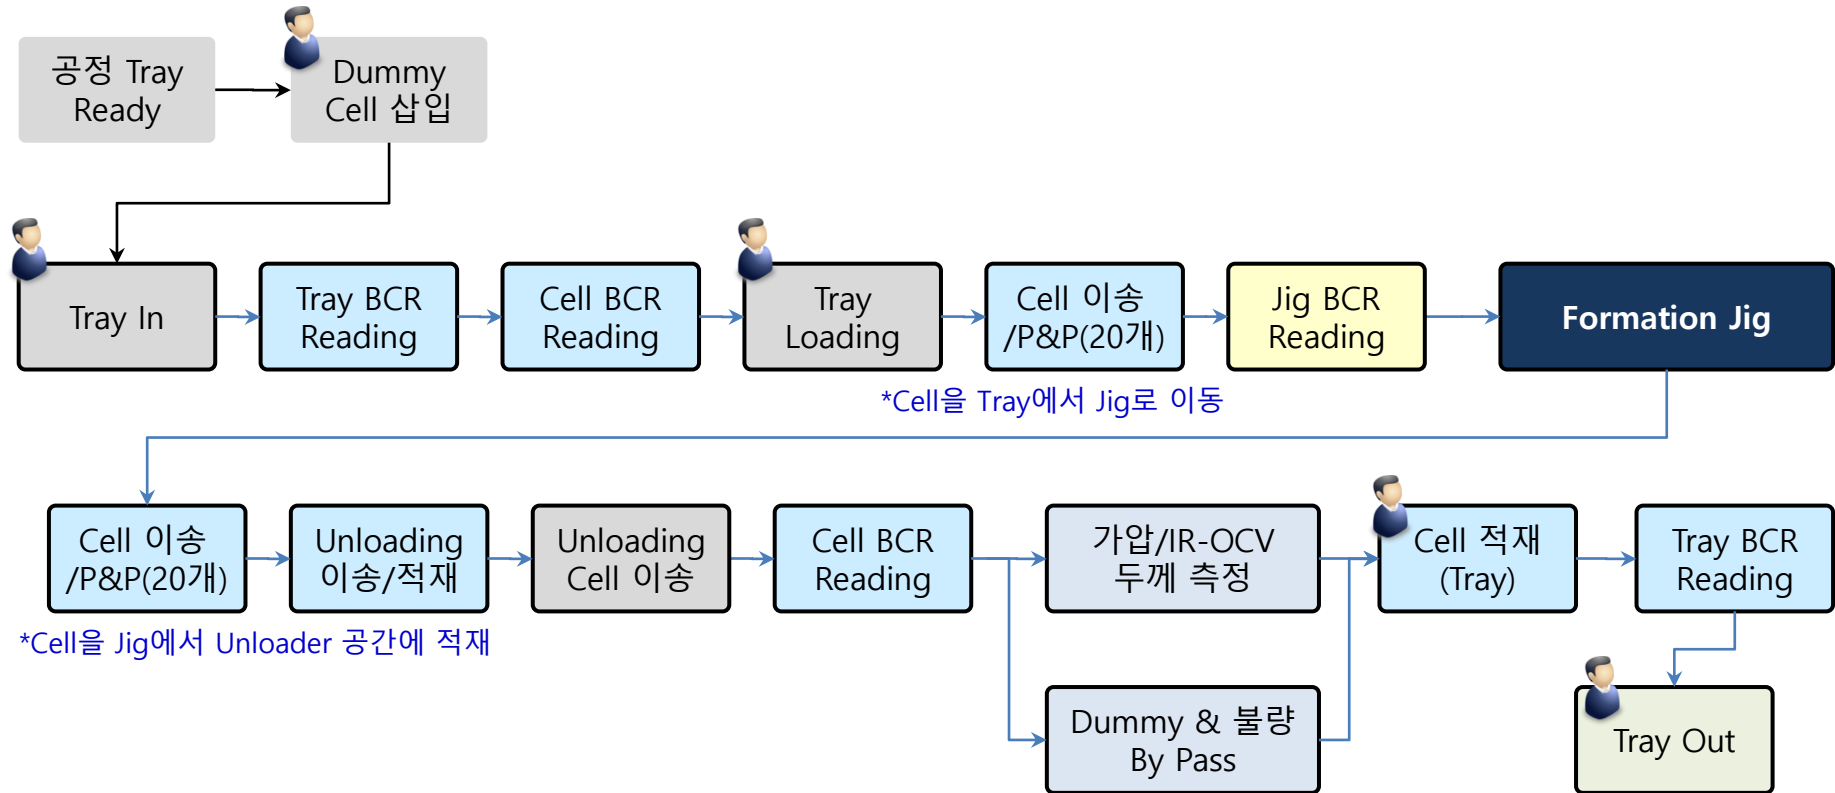 공정 Tray
Ready
Dummy
Cell 삽입
Tray In
Tray BCR
Reading
Cell BCR
Reading
Tray
Loading
Cell 이송
/P&P(20개)
Jig BCR
Reading
Formation Jig
*Cell을 Tray에서 Jig로 이동
Cell 이송
/P&P(20개)
Unloading
이송/적재
Unloading
Cell 이송
Cell BCR
Reading
가압/IR-OCV
두께 측정
Cell 적재
(Tray)
Tray BCR
Reading
*Cell을 Jig에서 Unloader 공간에 적재
Dummy & 불량
By Pass
Tray Out